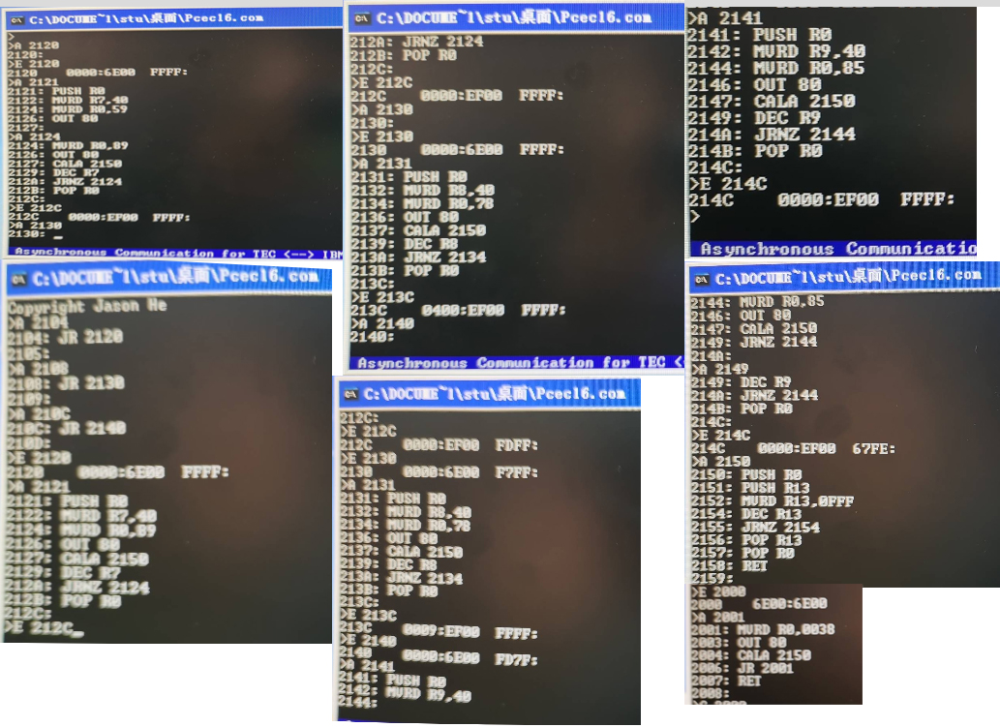 C:\DOCUME~1\stu\桌面\Pcec16.com
>
>A 2120
2120:
>E 2120
2120 0000:6E00 FFFF:
>A 2121
2121: PUSH R0
2122: MVRD R7,40
2124: MVRD R0,59
2126: OUT 80
2127:
>A 2124
2124: MVRD R0,89
2126: OUT 80
2127: CALA 2150
2129: DEC R7
212A: JRNZ 2124
212B: POP R0
212C:
>E 212C
212C 0000:EF00 FFFF:
>A 2130
2130: _
Asynchronous Communication for TEC <--> IBM
C:\DOCUME~1\stu\桌面\Pcec16.com
212A: JRNZ 2124
212B: POP R0
212C:
>E 212C
212C 0000:EF00 FFFF:
>A 2130
2130:
>E 2130
2130 0000:6E00 FFFF:
>A 2131
2131: PUSH R0
2132: MVRD R8,40
2134: MVRD R0,78
2136: OUT 80
2137: CALA 2150
2139: DEC R8
213A: JRNZ 2134
213B: POP R0
213C:
>E 213C
213C 0400:EF00 FFFF:
>A 2140
2140:
Asynchronous Communication for TEC <
>A 2141
2141: PUSH R0
2142: MVRD R9,40
2144: MVRD R0,85
2146: OUT 80
2147: CALA 2150
2149: DEC R9
214A: JRNZ 2144
214B: POP R0
214C:
>E 214C
214C 0000:EF00 FFFF:
>
Asynchronous Communicatio
C:\DOCUME~1\stu\桌面\Pcec16.com
Copyright Jason He
>A 2104
2104: JR 2120
2105:
>A 2108
2108: JR 2130
2109:
>A 210C
210C: JR 2140
210D:
>E 2120
2120 0000:6E00 FFFF:
>A 2121
2121: PUSH R0
2122: MVRD R7,40
2124: MVRD R0,89
2126: OUT 80
2127: CALA 2150
2129: DEC R7
212A: JRNZ 2124
212B: POP R0
212C:
>E 212C_
C:\DOCUME~1\stu\桌面\Pcec16.com
212C:
>E 212C
212C 0000:EF00 FDFF:
>E 2130
2130 0000:6E00 F7FF:
>A 2131
2131: PUSH R0
2132: MVRD R8,40
2134: MVRD R0,78
2136: OUT 80
2137: CALA 2150
2139: DEC R8
213A: JRNZ 2134
213B: POP R0
213C:
>E 213C
213C 0009:EF00 FFFF:
>E 2140
2140 0000:6E00 FD7F:
>A 2141
2141: PUSH R0
2142: MVRD R9,40
2144:
C:\DOCUME~1\stu\桌面\Pcec16.com
2144: MVRD R0,85
2146: OUT 80
2147: CALA 2150
2149: JRNZ 2144
214A:
>A 2149
2149: DEC R9
214A: JRNZ 2144
214B: POP R0
214C:
>E 214C
214C 0000:EF00 67FE:
>A 2150
2150: PUSH R0
2151: PUSH R13
2152: MVRD R13,0FFF
2154: DEC R13
2155: JRNZ 2154
2156: POP R13
2157: POP R0
2158: RET
2159:
>E 2000
2000 6E00:6E00
>A 2001
2001: MVRD R0,0038
2003: OUT 80
2004: CALA 2150
2006: JR 2001
2007: RET
2008: